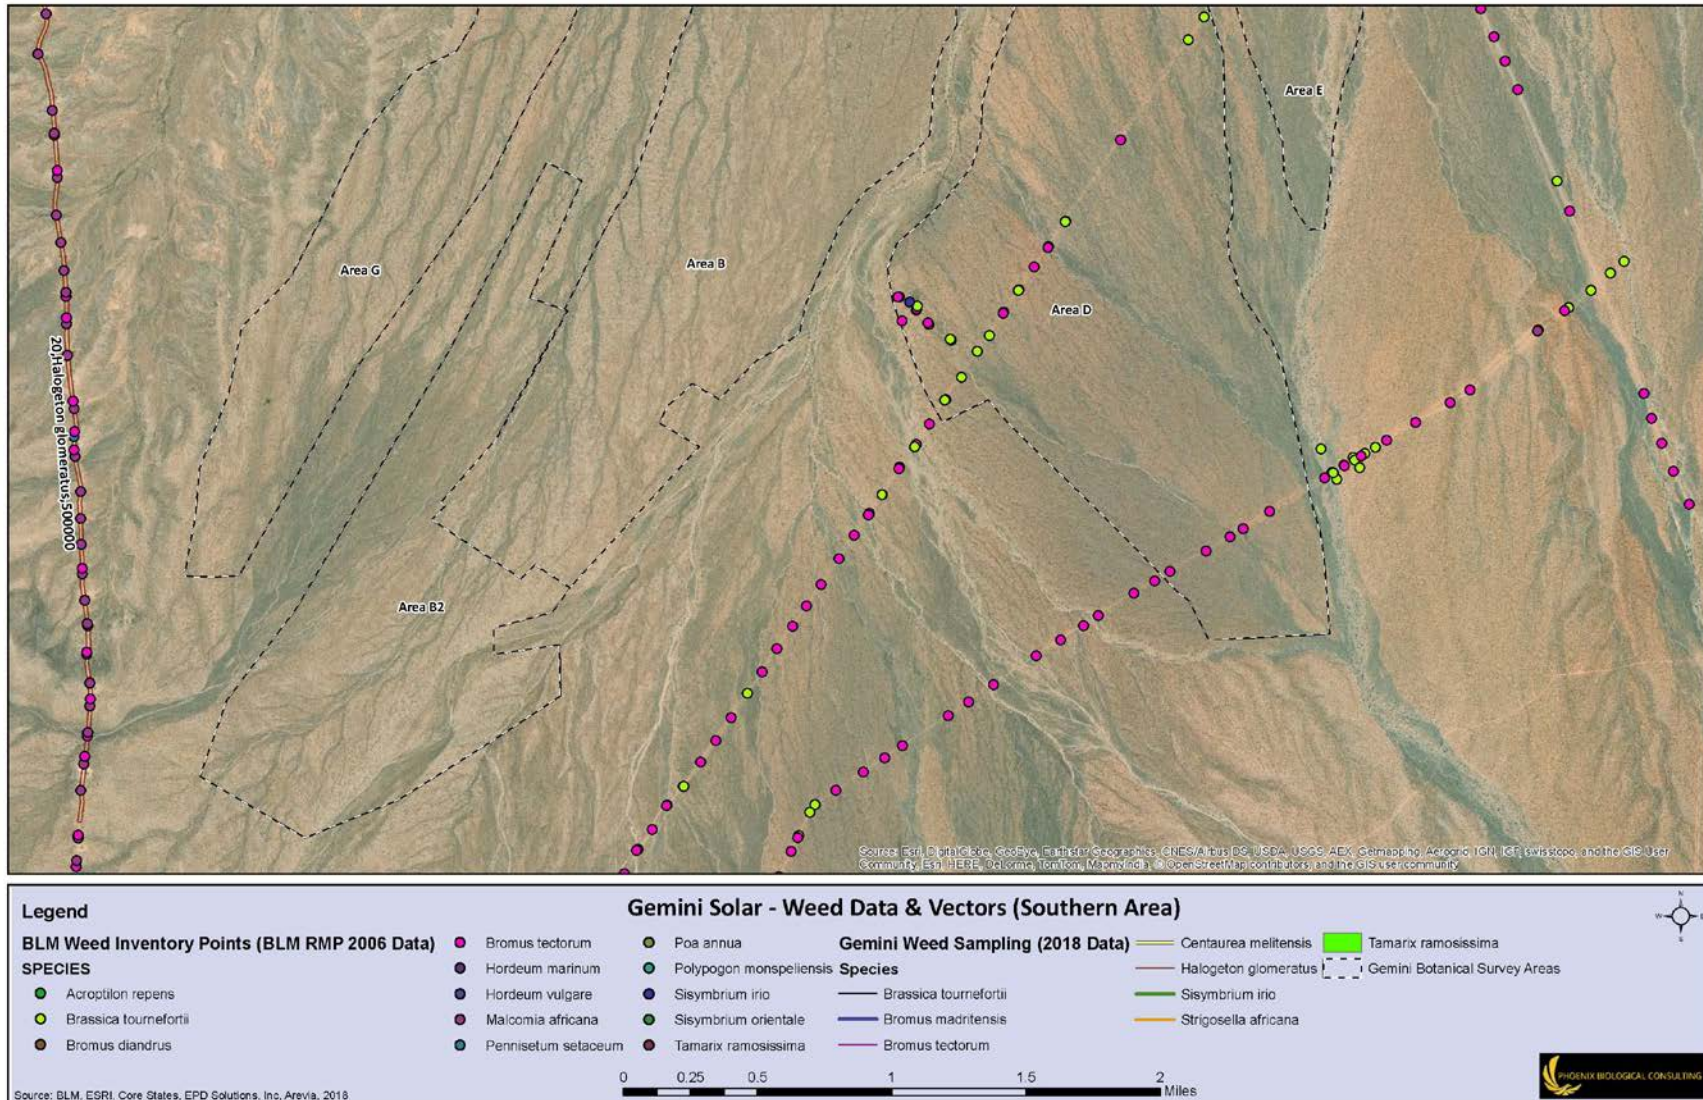 Area E
Area G
Area B
Area D
20,Halogeton glomeratus,500000
Area B2
Source: Esri, DigitalGlobe, GeoEye, Earthstar Geographics, CNES/Airbus DS, USDA, USGS, AEX, Getmapping, Aerogrid, IGN, IGP, swisstopo, and the GIS User
Community, Esri, HERE, DeLorme, TomTom, MapmyIndia, © OpenStreetMap contributors, and the GIS user community
Gemini Solar - Weed Data & Vectors (Southern Area)
N
W
E
S
Legend
BLM Weed Inventory Points (BLM RMP 2006 Data)
SPECIES
Acroptilon repens
Brassica tournefortii
Bromus diandrus
Bromus tectorum
Hordeum marinum
Hordeum vulgare
Malcomia africana
Pennisetum setaceum
Poa annua
Polypogon monspeliensis
Sisymbrium irio
Sisymbrium orientale
Tamarix ramosissima
Gemini Weed Sampling (2018 Data)
Species
Brassica tournefortii
Bromus madritensis
Bromus tectorum
Centaurea melitensis
Halogeton glomeratus
Sisymbrium irio
Strigosella africana
Tamarix ramosissima
Gemini Botanical Survey Areas
Source: BLM, ESRI, Core States, EPD Solutions, Inc, Arevia, 2018
0 0.25 0.5 1 1.5 2
Miles
PHOENIX BIOLOGICAL CONSULTING